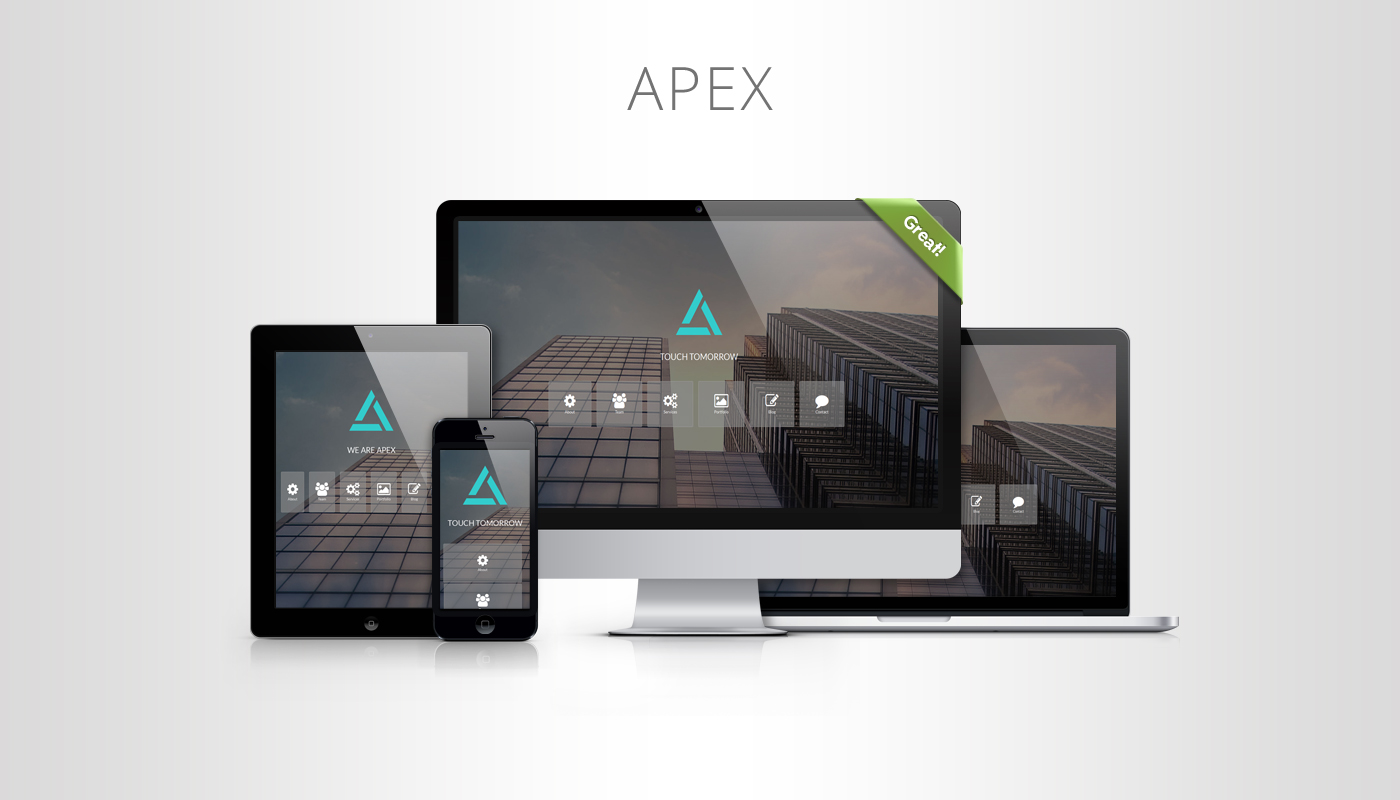 APEX
Great!
TOUCH TOMORROW
About
Team
Services
Portfolio
Blog
Contact
WE ARE APEX
About
Team
Services
Portfolio
Blog
TOUCH TOMORROW
About
Blog
Contact